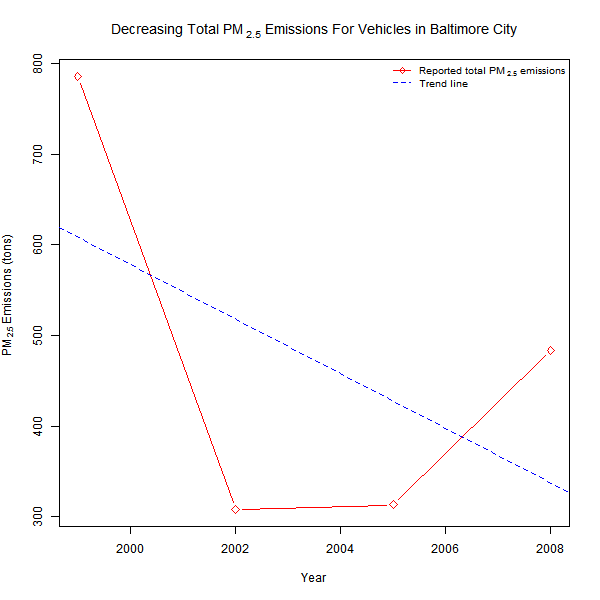 Decreasing Total PM 2.5 Emissions For Vehicles in Baltimore City
Reported total PM 2.5 emissions
Trend line
800
700
600
500
400
300
PM 2.5 Emissions (tons)
2000 2002 2004 2006 2008
Year